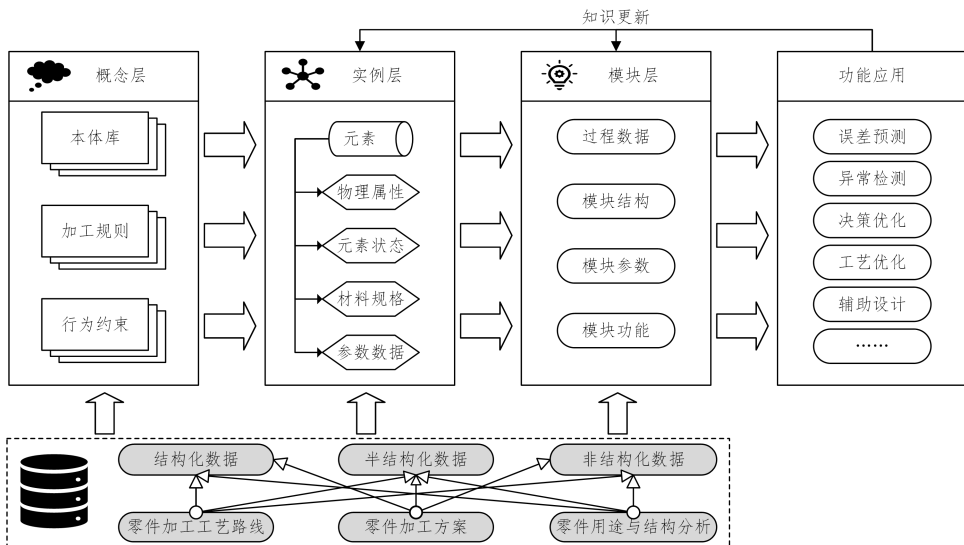 知识更新
概念层
本体库
加工规则
行为约束
实例层
元素
物理属性
元素状态
材料规格
参数数据
模块层
过程数据
模块结构
模块参数
模块功能
功能应用
误差预测
异常检测
决策优化
工艺优化
辅助设计
……
结构化数据
半结构化数据
非结构化数据
零件加工工艺路线
零件加工方案
零件用途与结构分析